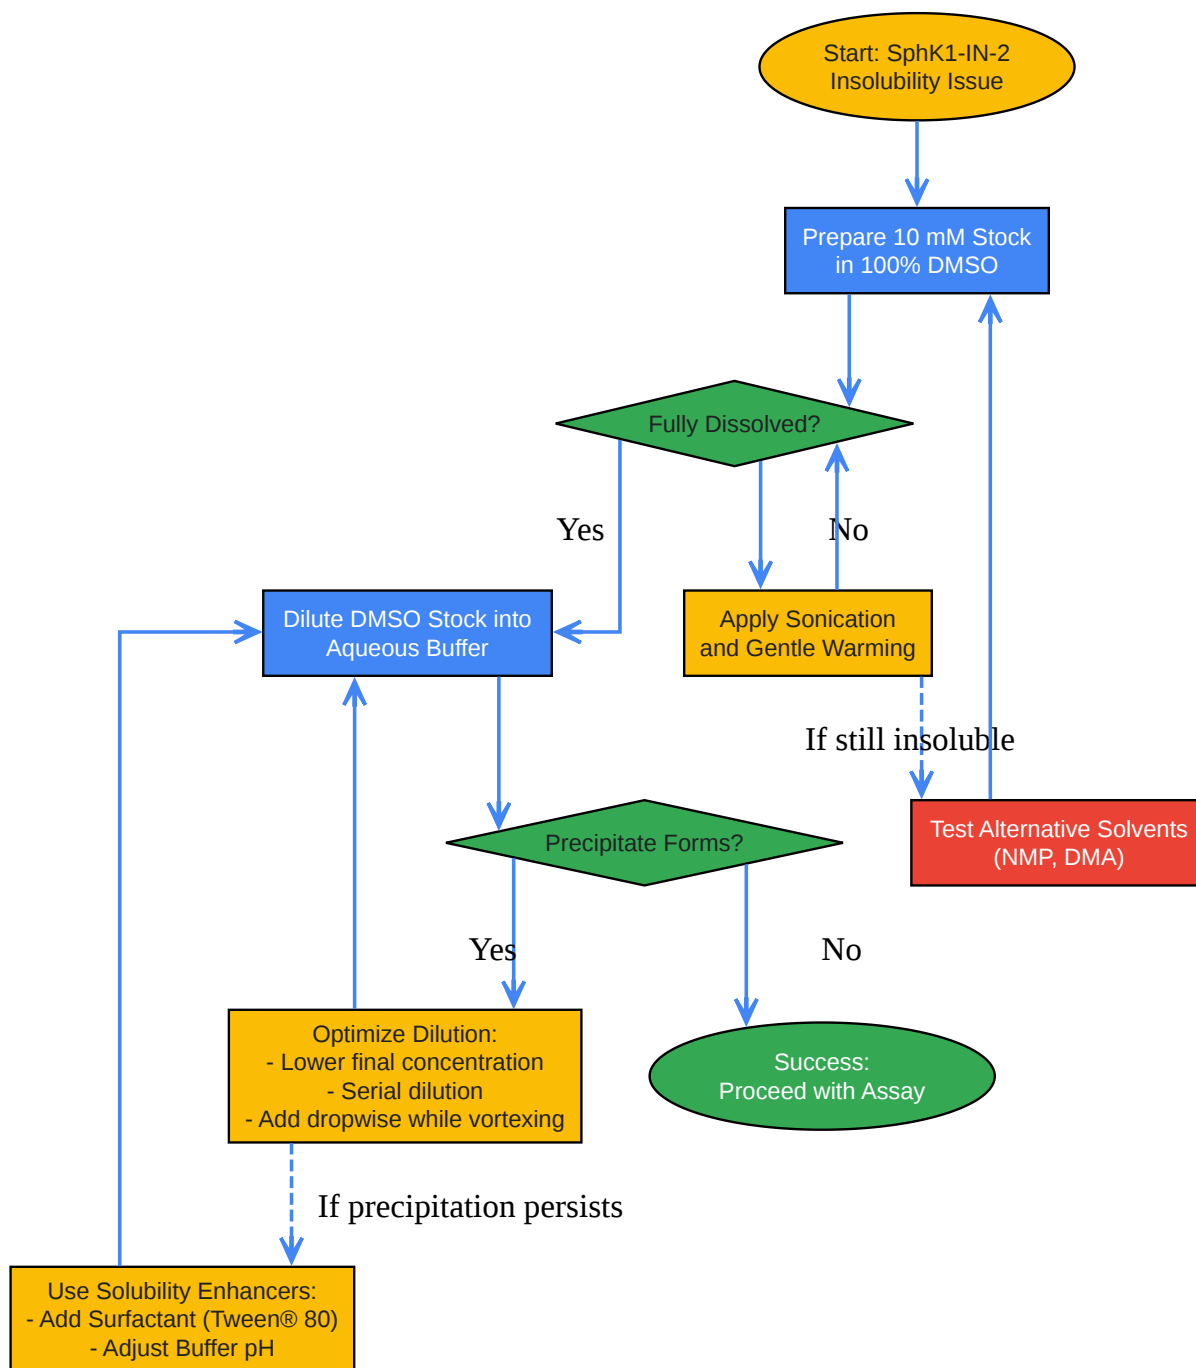 Start: SphK1-IN-2
Insolubility Issue
Prepare 10 mM Stock
in 100% DMSO
Fully Dissolved?
Yes
No
Dilute DMSO Stock into
Aqueous Buffer
Apply Sonication
and Gentle Warming
If still insoluble
Test Alternative Solvents
(NMP, DMA)
Precipitate Forms?
Yes
No
Optimize Dilution:
- Lower final concentration
- Serial dilution
- Add dropwise while vortexing
Success:
Proceed with Assay
If precipitation persists
Use Solubility Enhancers:
- Add Surfactant (Tween® 80)
- Adjust Buffer pH